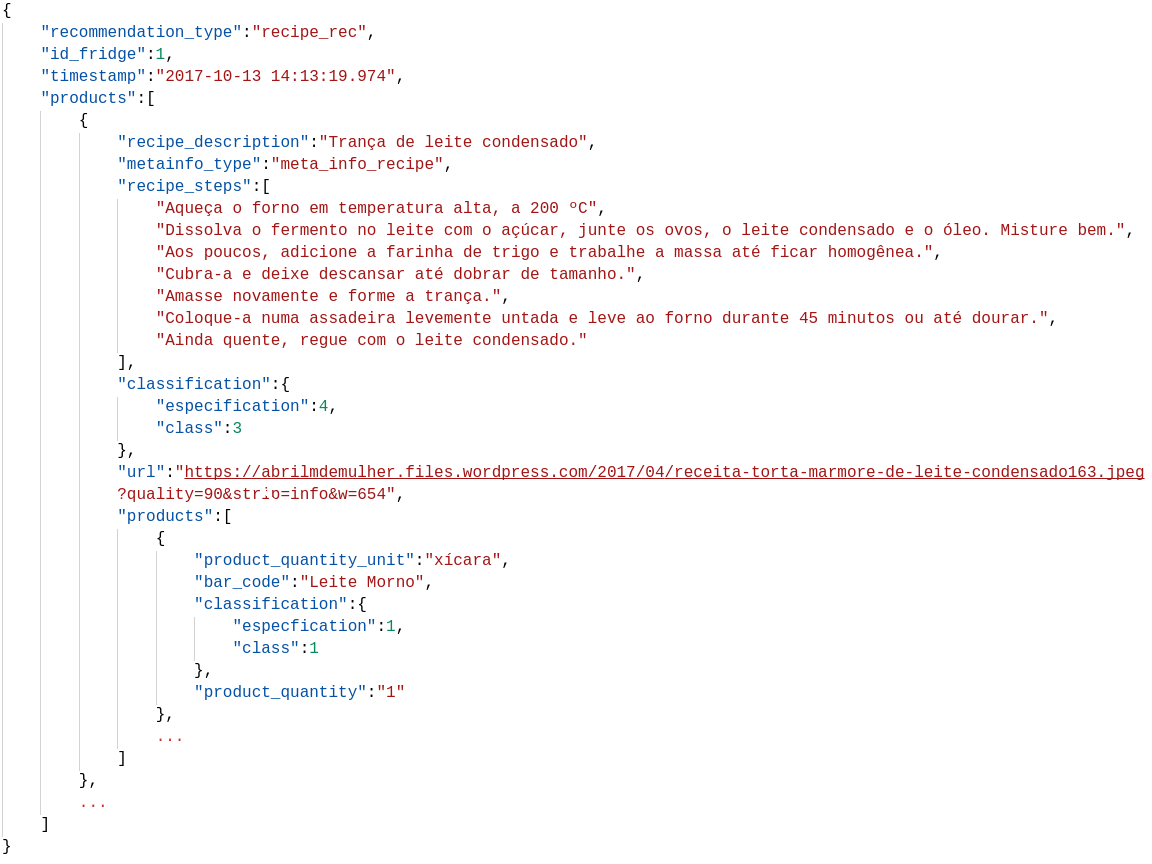 {
"recommendation_type":"recipe_rec",
"id_fridge":1,
"timestamp":"2017-10-13 14:13:19.974",
"products":[
{
"recipe_description":"Trança de leite condensado",
"metainfo_type":"meta_info_recipe",
"recipe_steps":[
"Aqueça o forno em temperatura alta, a 200 ºC",
"Dissolva o fermento no leite com o açúcar, junte os ovos, o leite condensado e o óleo. Misture bem.",
"Aos poucos, adicione a farinha de trigo e trabalhe a massa até ficar homogênea.",
"Cubra-a e deixe descansar até dobrar de tamanho.",
"Amasse novamente e forme a trança.",
"Coloque-a numa assadeira levemente untada e leve ao forno durante 45 minutos ou até dourar.",
"Ainda quente, regue com o leite condensado."
],
"classification":{
"especification":4,
"class":3
},
"url":"https://abrilmdemulher.files.wordpress.com/2017/04/receita-torta-marmore-de-leite-condensado163.jpeg
?quality=90&strip=info&w=654",
"products":[
{
"product_quantity_unit":"xícara",
"bar_code":"Leite Morno",
"classification":{
"especfication":1,
"class":1
},
"product_quantity":"1"
},
...
]
},
...
]
}